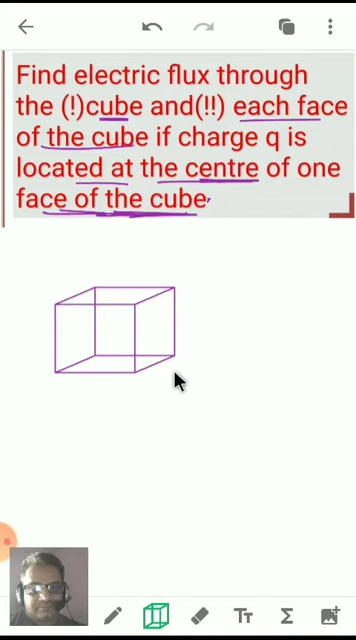 Find electric flux through
the (!)cube and(!!) each face
of the cube if charge q is
located at the centre of one
face of the cube
Tт
Σ